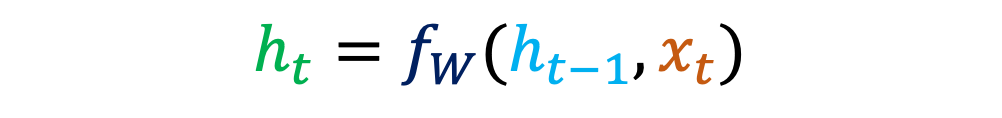 h_t = f_W(h_{t-1}, x_t)